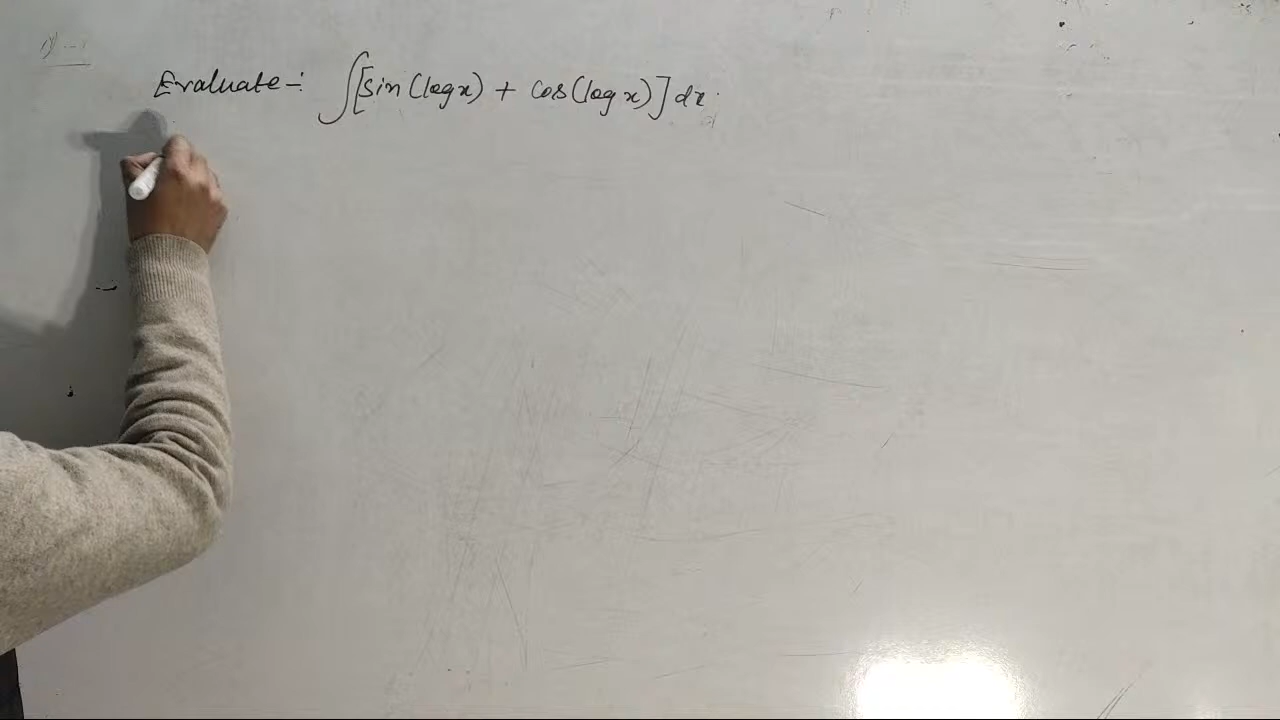 Evaluate-: ∫[sin(log x) + cos(log x)] dx.